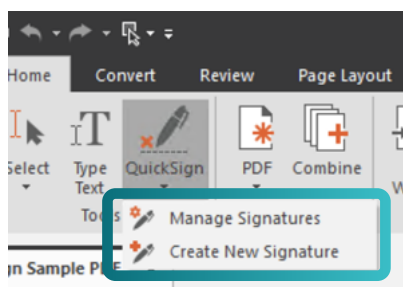 Home Convert Review Page Layout
Select Type Text QuickSign PDF Combine
Tools
Manage Signatures
Create New Signature
gn Sample PDF